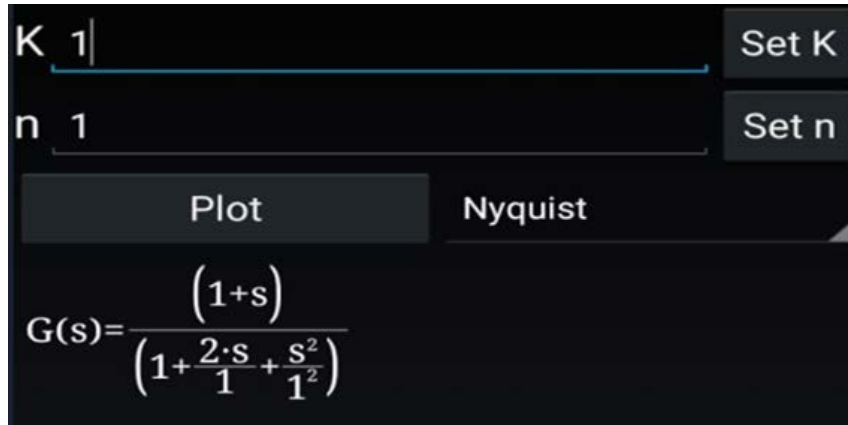 K 1 Set K
n 1 Set n
Plot Nyquist
G(s)=(1+s)/(1+2·s/1+s²/1²)